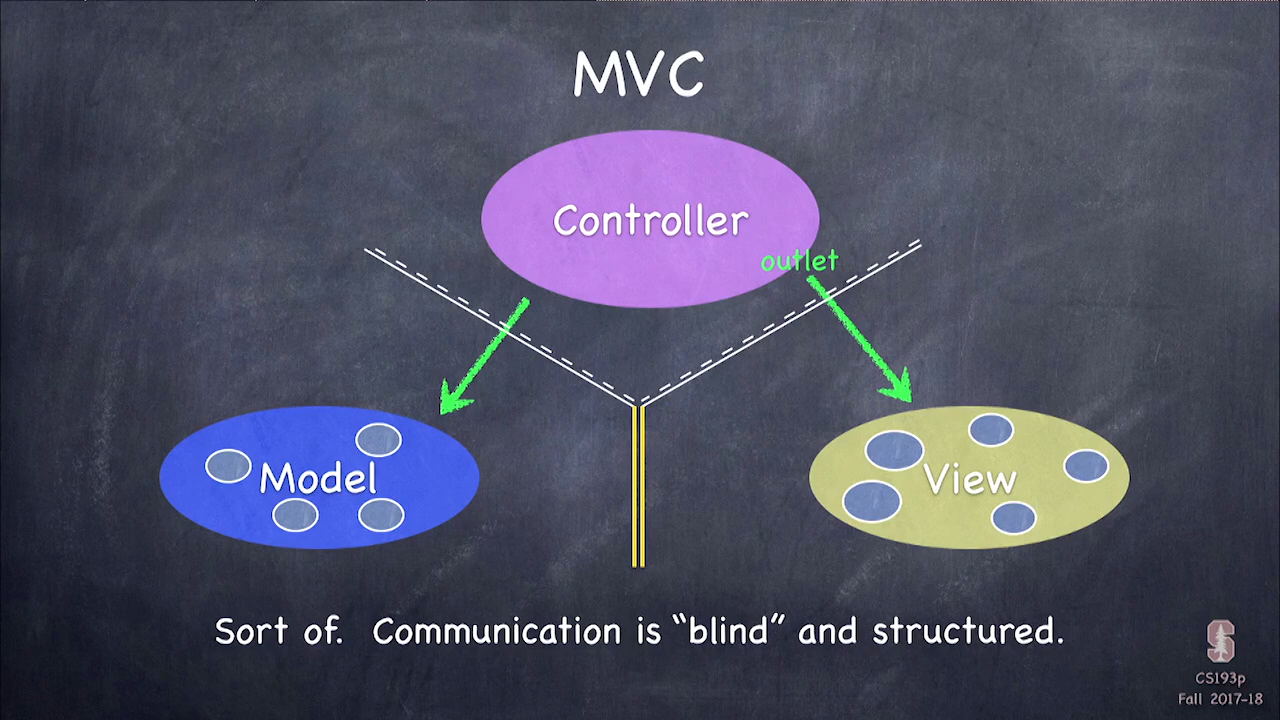 MVC
Controller
outlet
Model
View
Sort of. Communication is “blind” and structured.
S
CS193p
Fall 2017-18